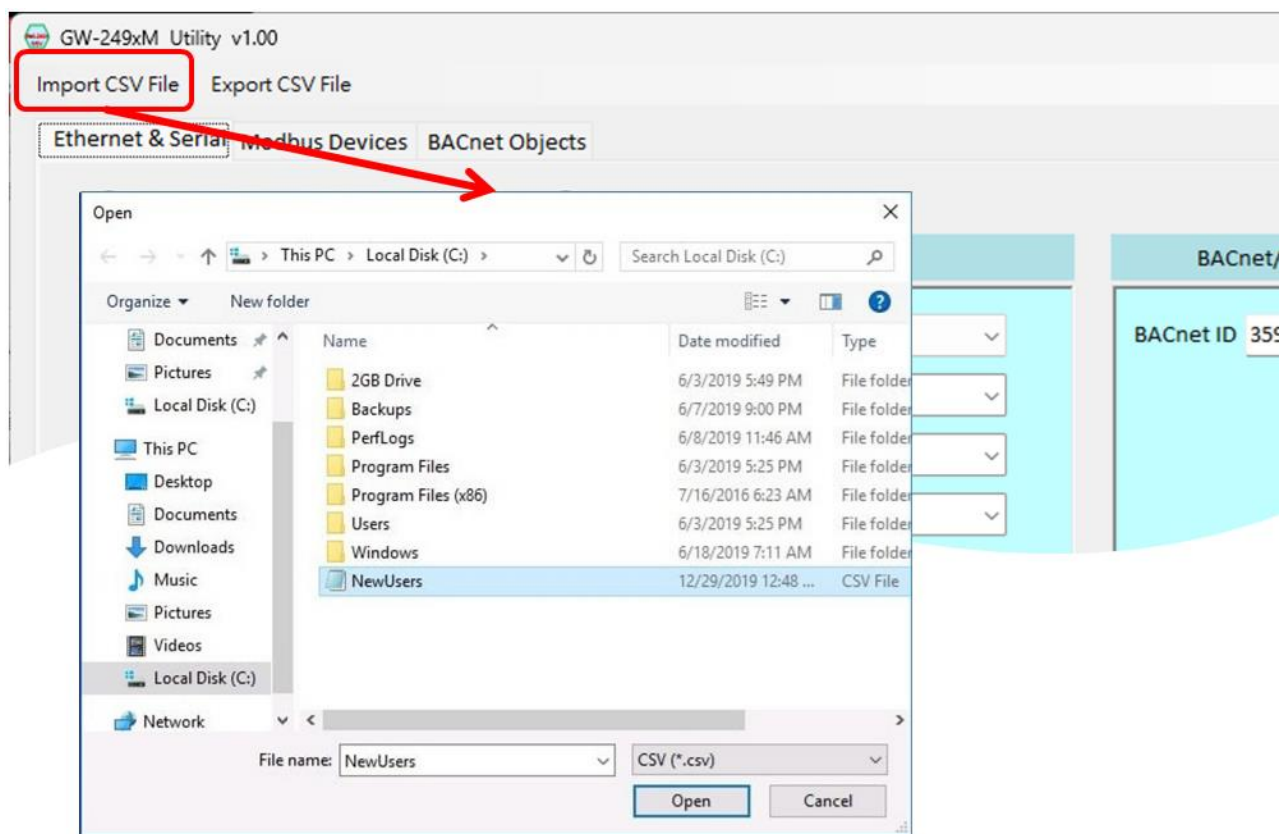 GW-249xM Utility v1.00
Import CSV File Export CSV File
Ethernet & Serial Modbus Devices BACnet Objects
Open
This PC > Local Disk (C:) >
Search Local Disk (C:)
BACnet/
Organize New folder
BACnet ID 359
Name Date modified Type
Documents
Pictures
Local Disk (C:)
This PC
Desktop
Documents
Downloads
Music
Pictures
Videos
Local Disk (C:)
Network
2GB Drive 6/3/2019 5:49 PM File folder
Backups 6/7/2019 9:00 PM File folder
PerfLogs 6/8/2019 11:46 AM File folder
Program Files 6/3/2019 5:25 PM File folder
Program Files (x86) 7/16/2016 6:23 AM File folder
Users 6/3/2019 5:25 PM File folder
Windows 6/18/2019 7:11 AM File folder
NewUsers 12/29/2019 12:48 ... CSV File
File name: NewUsers CSV (*.csv)
Open Cancel